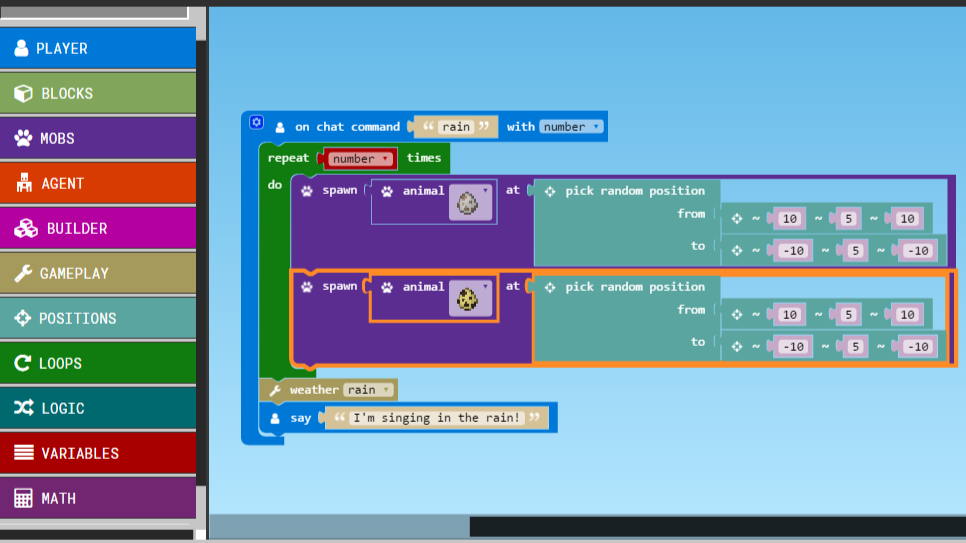 PLAYER
BLOCKS
MOBS
AGENT
BUILDER
GAMEPLAY
POSITIONS
LOOPS
LOGIC
VARIABLES
MATH
on chat command “ rain ” with number
repeat number times
do spawn animal at pick random position
from ~ 10 ~ 5 ~ 10
to ~ -10 ~ 5 ~ -10
spawn animal at pick random position
from ~ 10 ~ 5 ~ 10
to ~ -10 ~ 5 ~ -10
weather rain
say “ I'm singing in the rain! ”